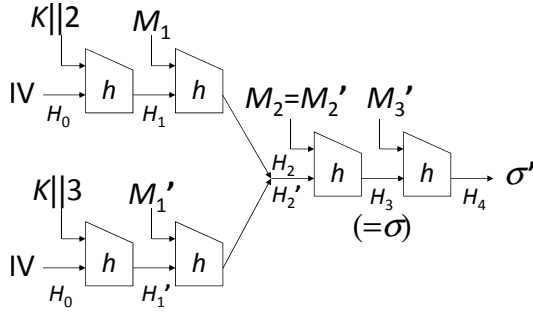 K||2 M₁
IV h h
H₀ H₁
M₂=M₂' M₃'
H₂ h h σ'
H₂' H₃ H₄
(=σ)
K||3 M₁'
IV h h
H₀ H₁'